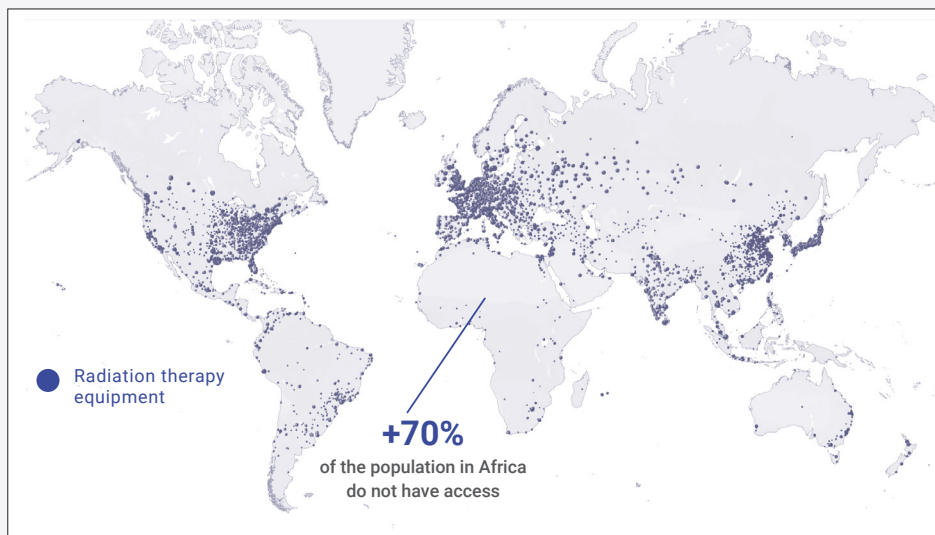 Radiation therapy
equipment
+70%
of the population in Africa
do not have access